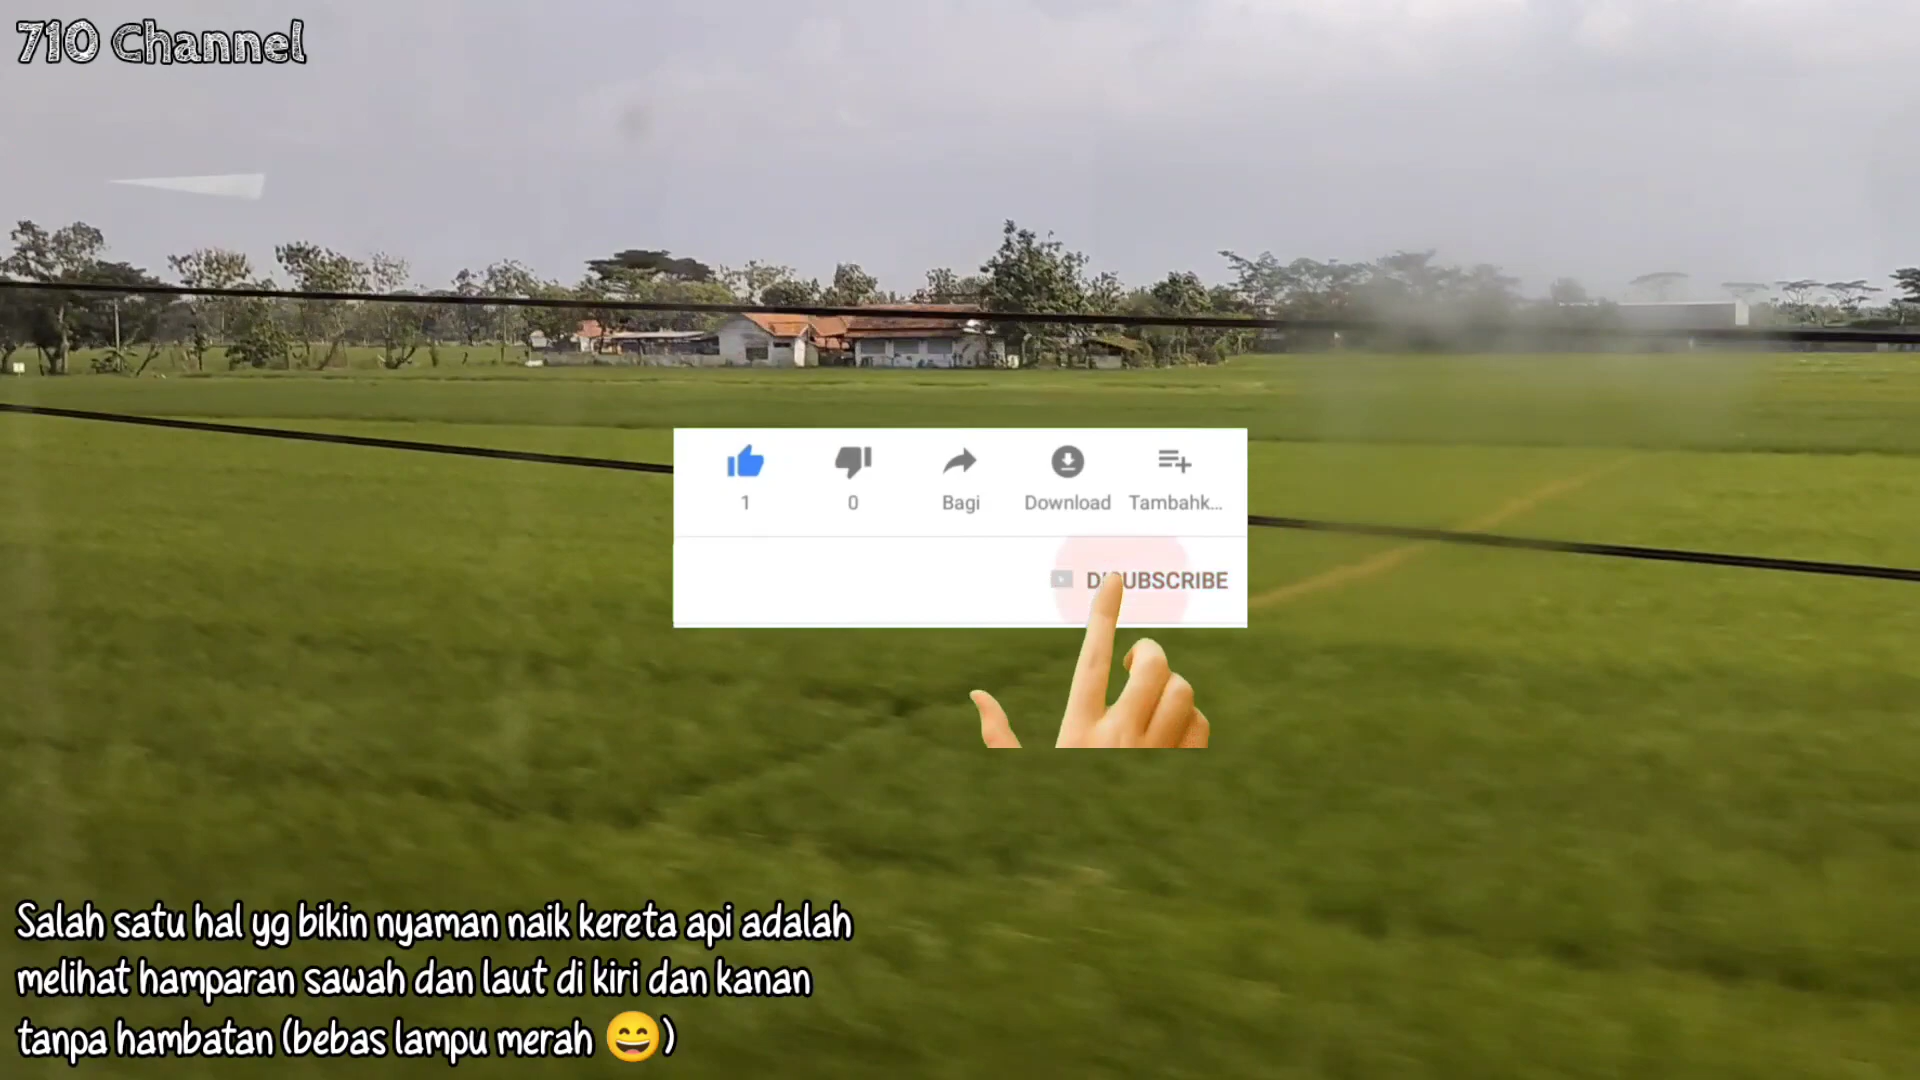 710 Channel
1 0 Bagi Download Tambahk...
DISUBSCRIBE
Salah satu hal yg bikin nyaman naik kereta api adalah
melihat hamparan sawah dan laut di kiri dan kanan
tanpa hambatan (bebas lampu merah 😄)